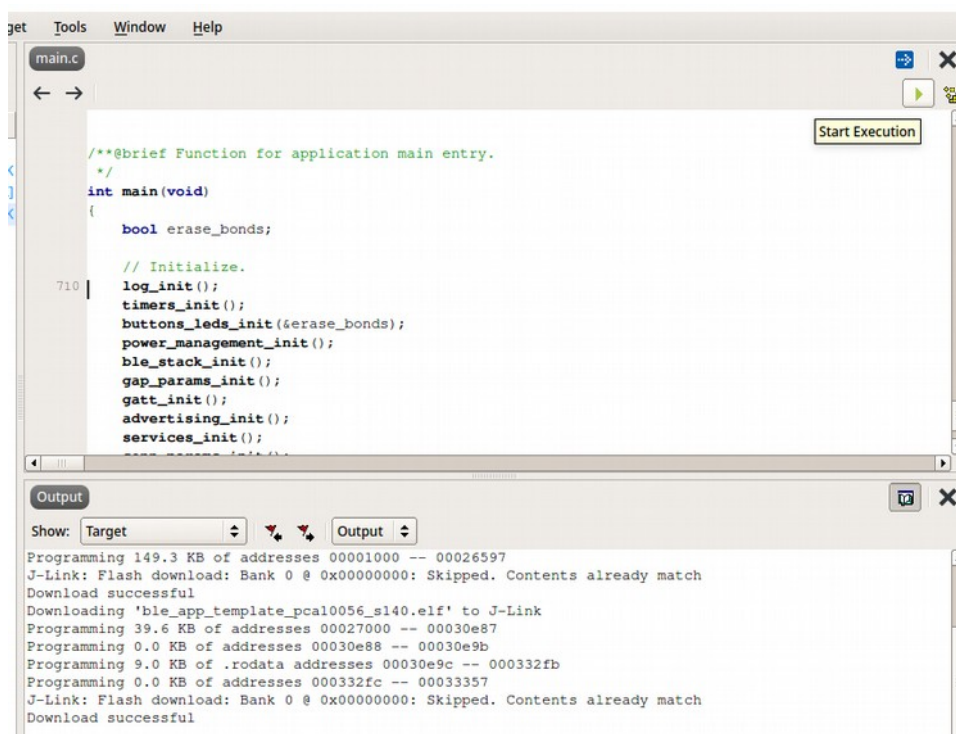 get Tools Window Help
main.c
Start Execution
/**@brief Function for application main entry.
*/
int main(void)
{
bool erase_bonds;
// Initialize.
710 log_init();
timers_init();
buttons_leds_init(&erase_bonds);
power_management_init();
ble_stack_init();
gap_params_init();
gatt_init();
advertising_init();
services_init();
Output
Show: Target Output
Programming 149.3 KB of addresses 00001000 -- 00026597
J-Link: Flash download: Bank 0 @ 0x00000000: Skipped. Contents already match
Download successful
Downloading 'ble_app_template_pca10056_s140.elf' to J-Link
Programming 39.6 KB of addresses 00027000 -- 00030e87
Programming 0.0 KB of addresses 00030e88 -- 00030e9b
Programming 9.0 KB of .rodata addresses 00030e9c -- 000332fb
Programming 0.0 KB of addresses 000332fc -- 00033357
J-Link: Flash download: Bank 0 @ 0x00000000: Skipped. Contents already match
Download successful